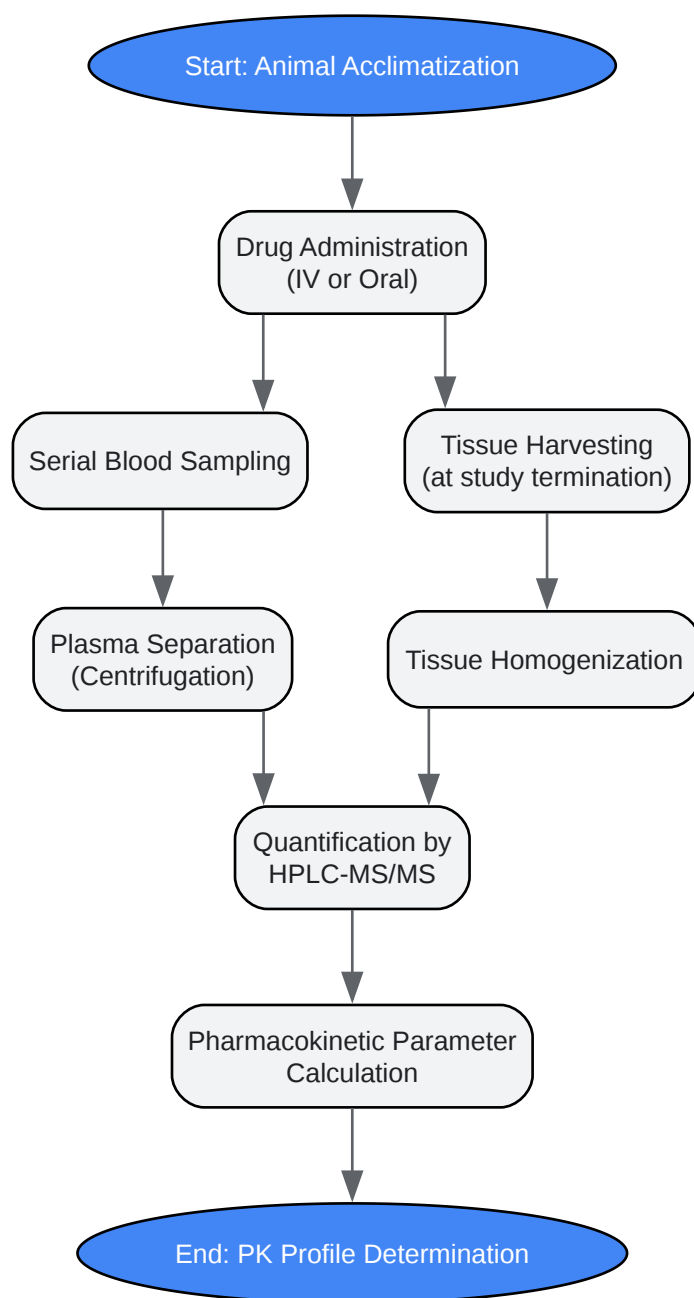 Start: Animal Acclimatization
Drug Administration
(IV or Oral)
Serial Blood Sampling
Tissue Harvesting
(at study termination)
Plasma Separation
(Centrifugation)
Tissue Homogenization
Quantification by
HPLC-MS/MS
Pharmacokinetic Parameter
Calculation
End: PK Profile Determination